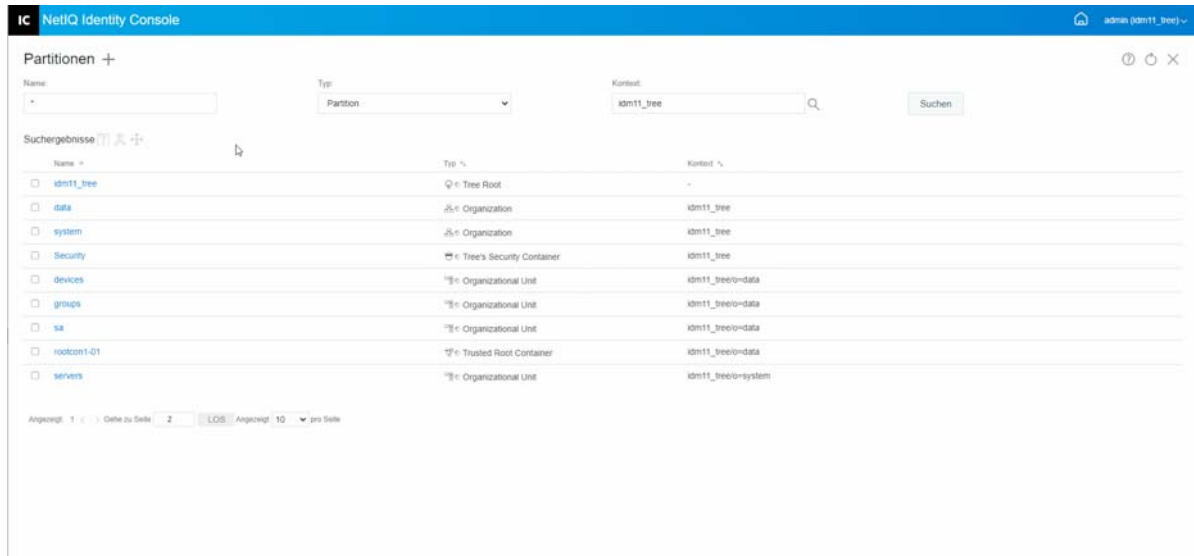 IC NetIQ Identity Console admin (idm11_tree)
Partitionen
Name: Typ: Kontext:
* Partition idm11_tree Suchen
Suchergebnisse
Name Typ Kontext
idm11_tree Tree Root -
data Organization idm11_tree
system Organization idm11_tree
Security Tree's Security Container idm11_tree
devices Organizational Unit idm11_tree/o=data
groups Organizational Unit idm11_tree/o=data
sa Organizational Unit idm11_tree/o=data
rootcon1-01 Trusted Root Container idm11_tree/o=data
servers Organizational Unit idm11_tree/o=system
Angezeigt: 1 < > Gehe zu Seite 2 LOS Angezeigt 10 pro Seite